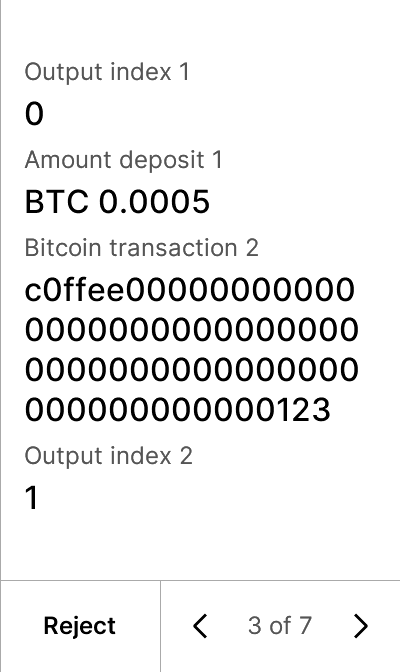 Output index 1
0
Amount deposit 1
BTC 0.0005
Bitcoin transaction 2
c0ffee00000000000
0000000000000000
0000000000000000
000000000000123
Output index 2
1
Reject
3 of 7